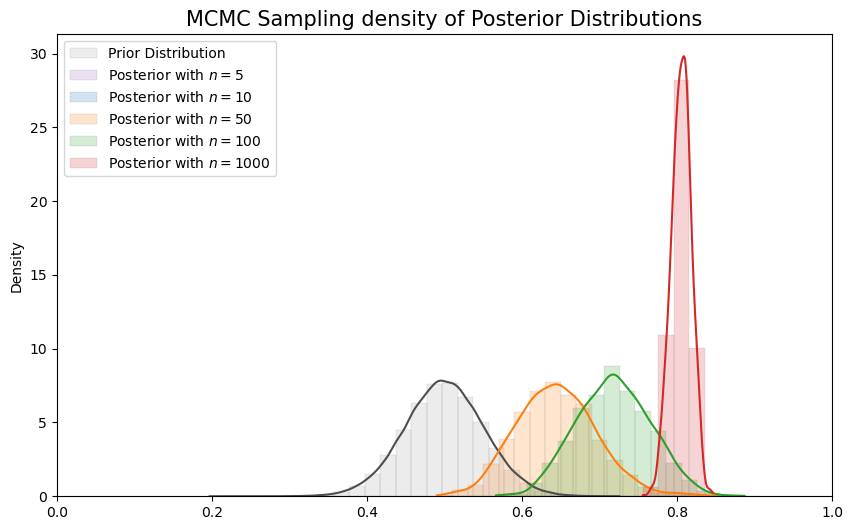 MCMC Sampling density of Posterior Distributions
Prior Distribution
Posterior with n = 5
Posterior with n = 10
Posterior with n = 50
Posterior with n = 100
Posterior with n = 1000
Density
30
25
20
15
10
5
0
0.0 0.2 0.4 0.6 0.8 1.0